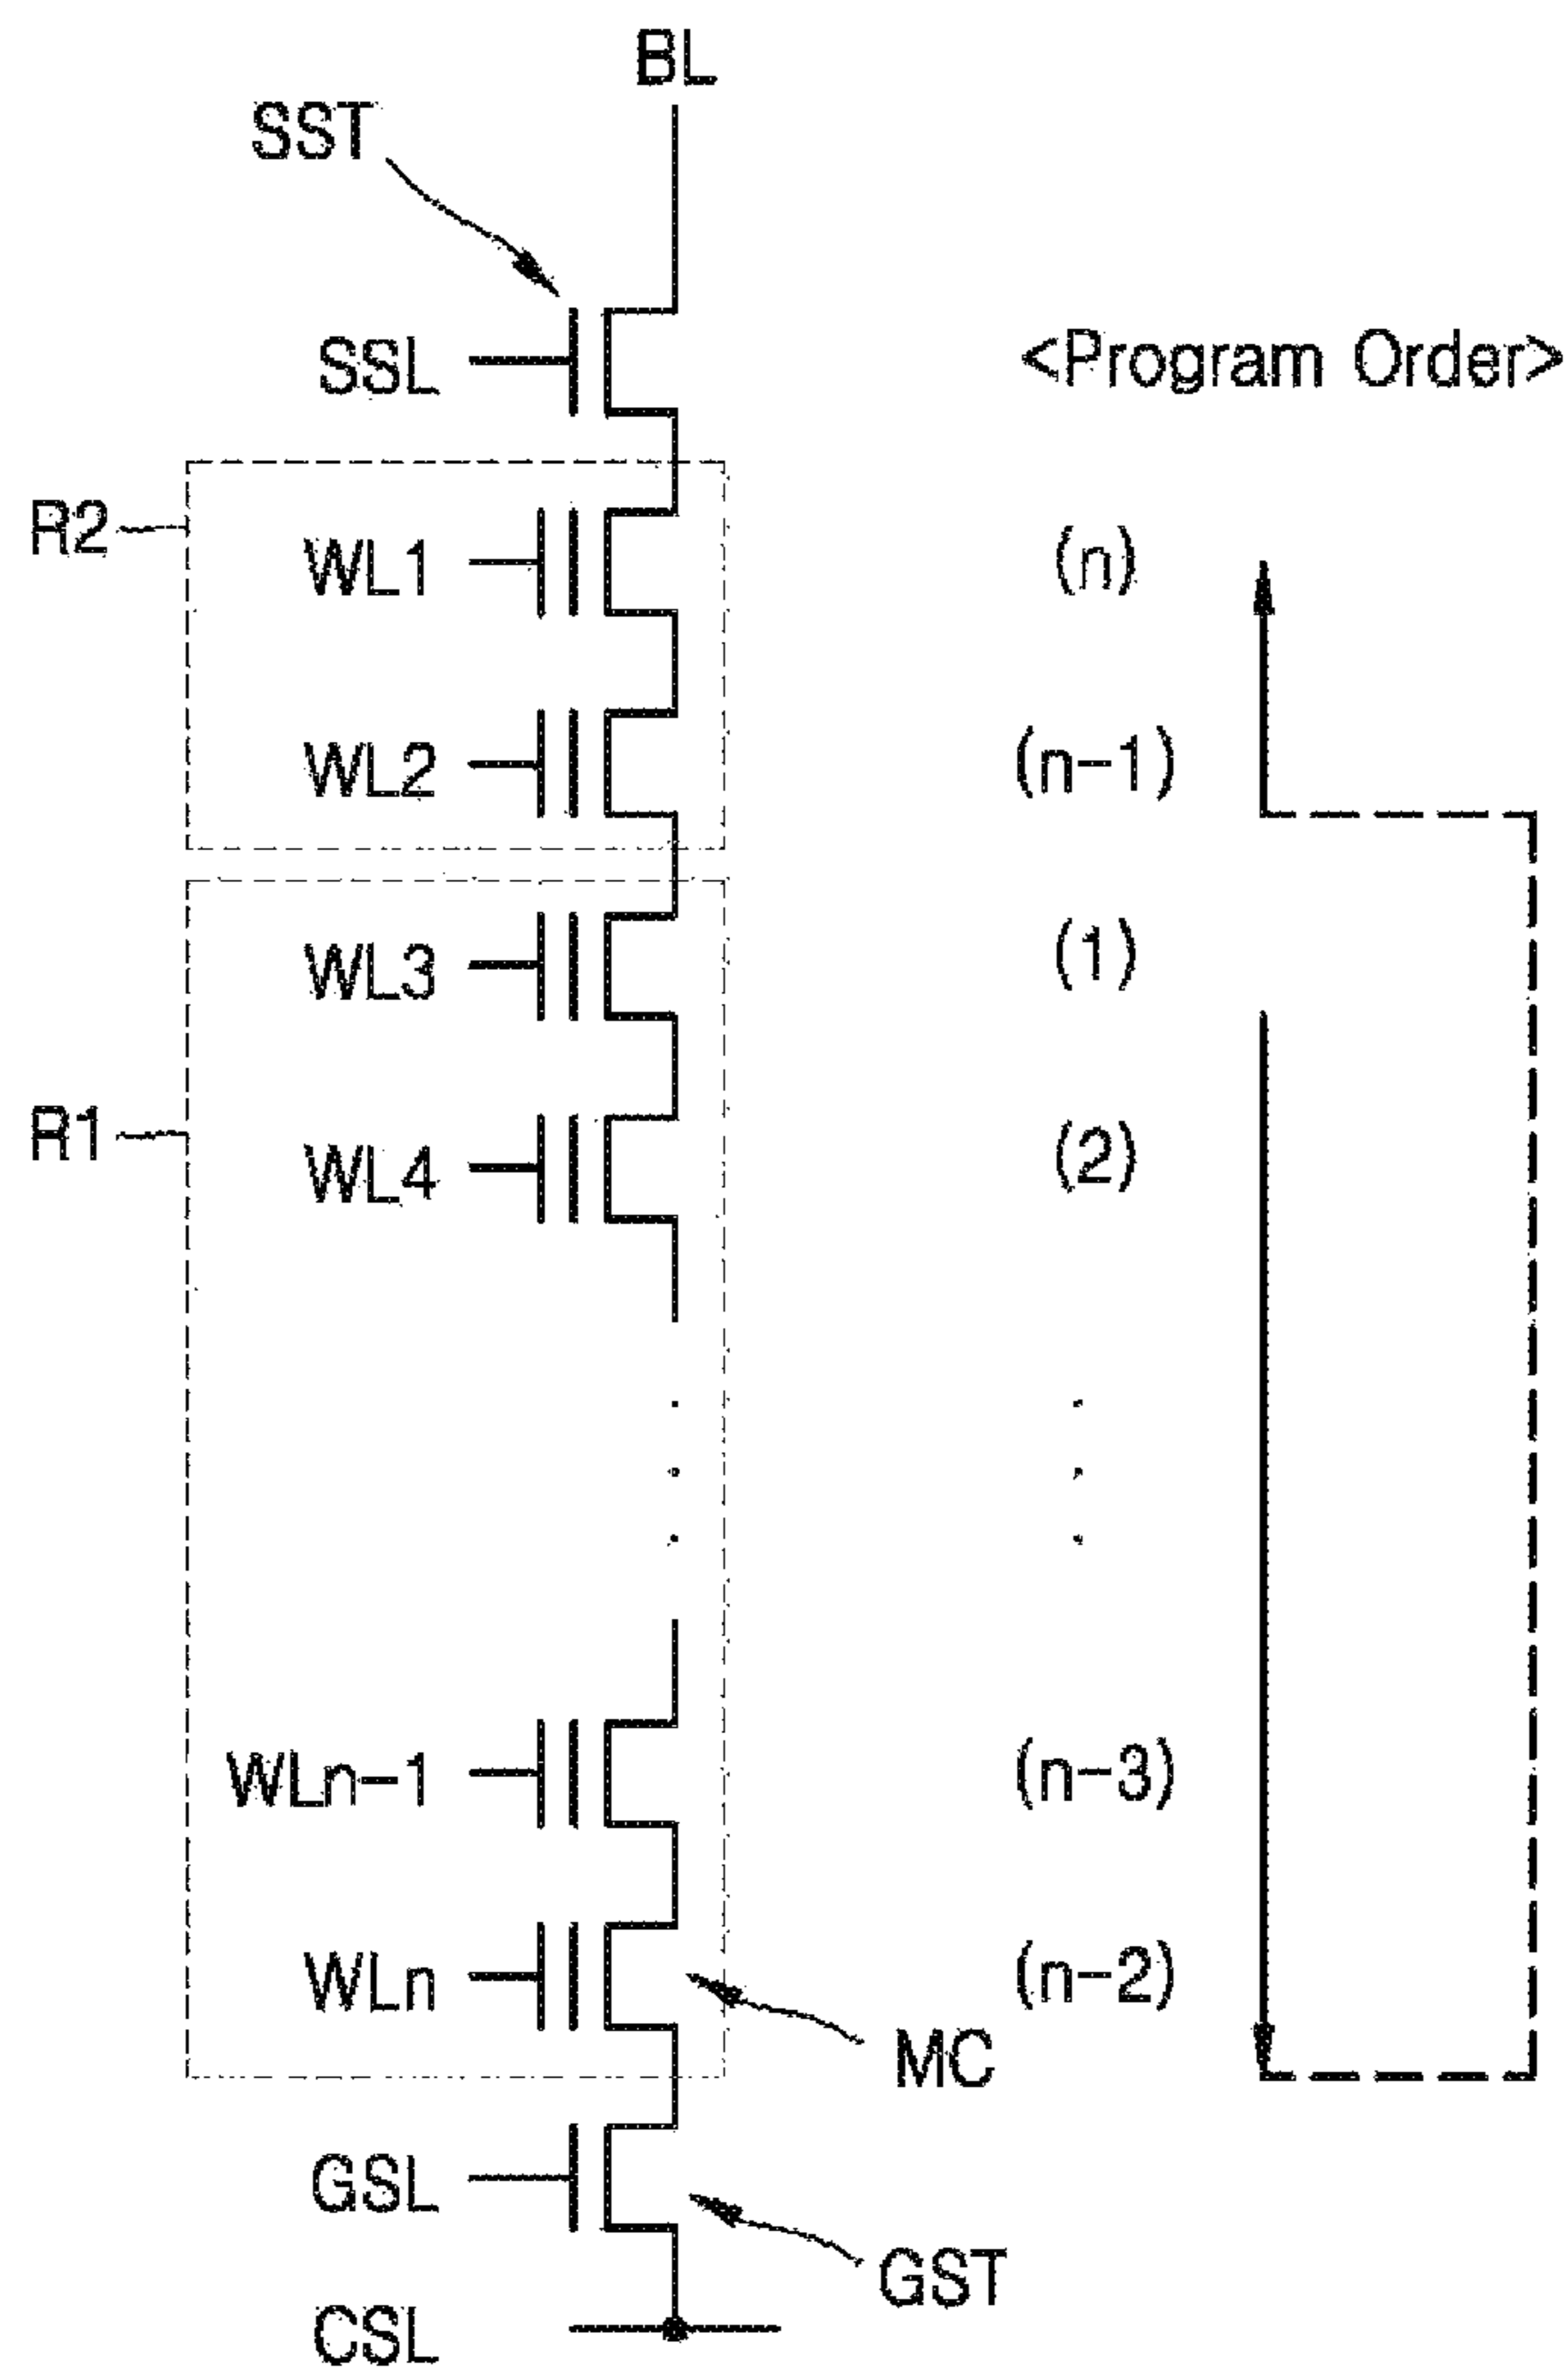 BL
SST
SSL
<Program Order>
R2
WL1
(n)
WL2
(n-1)
WL3
(1)
R1
WL4
(2)
WLn-1
(n-3)
WLn
(n-2)
MC
GSL
GST
CSL